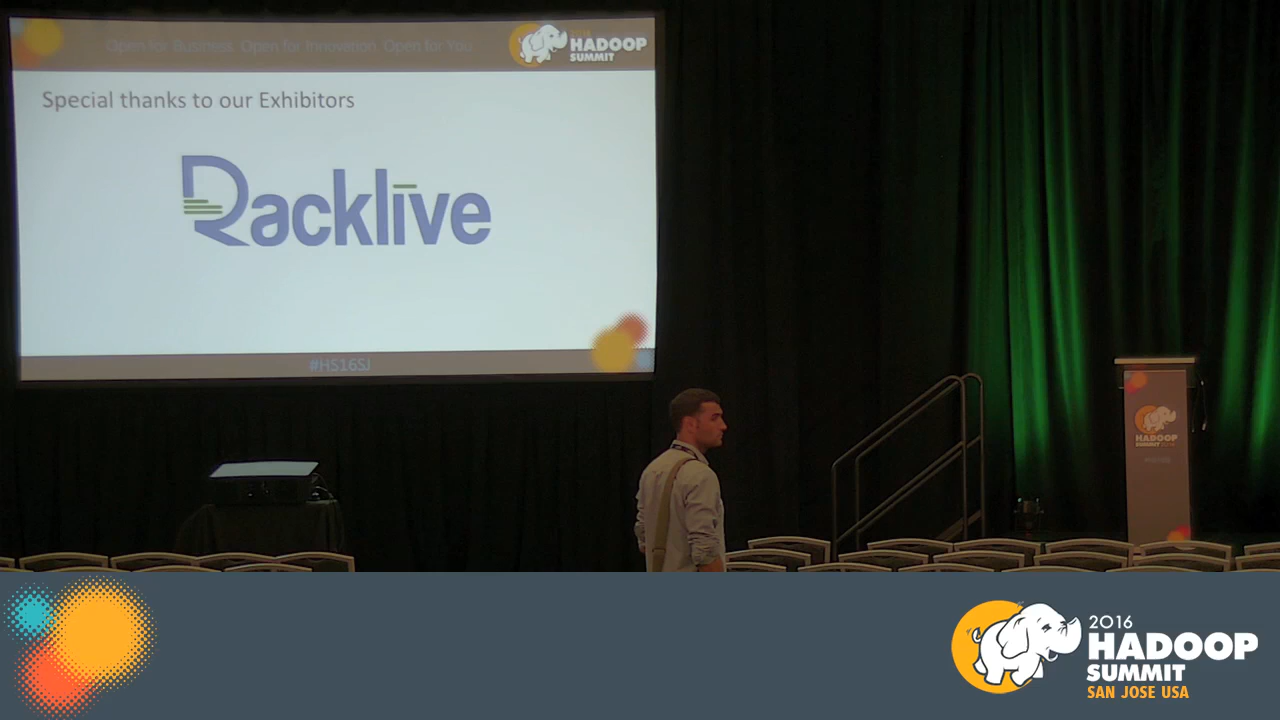 Open for Business. Open for Innovation. Open for You
HADOOP
SUMMIT
Special thanks to our Exhibitors
Racklive
#HS16SJ
HADOOP
SUMMIT
2016
HADOOP
SUMMIT
SAN JOSE USA